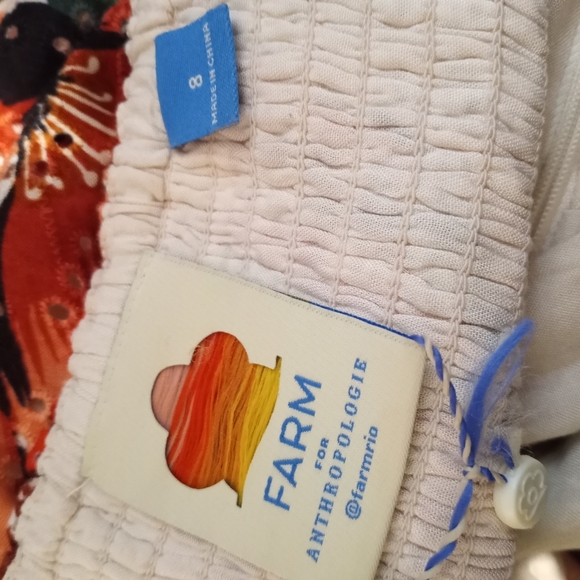 8
MADE IN CHINA
FARM
FOR
ANTHROPOLOGIE
@farmrio